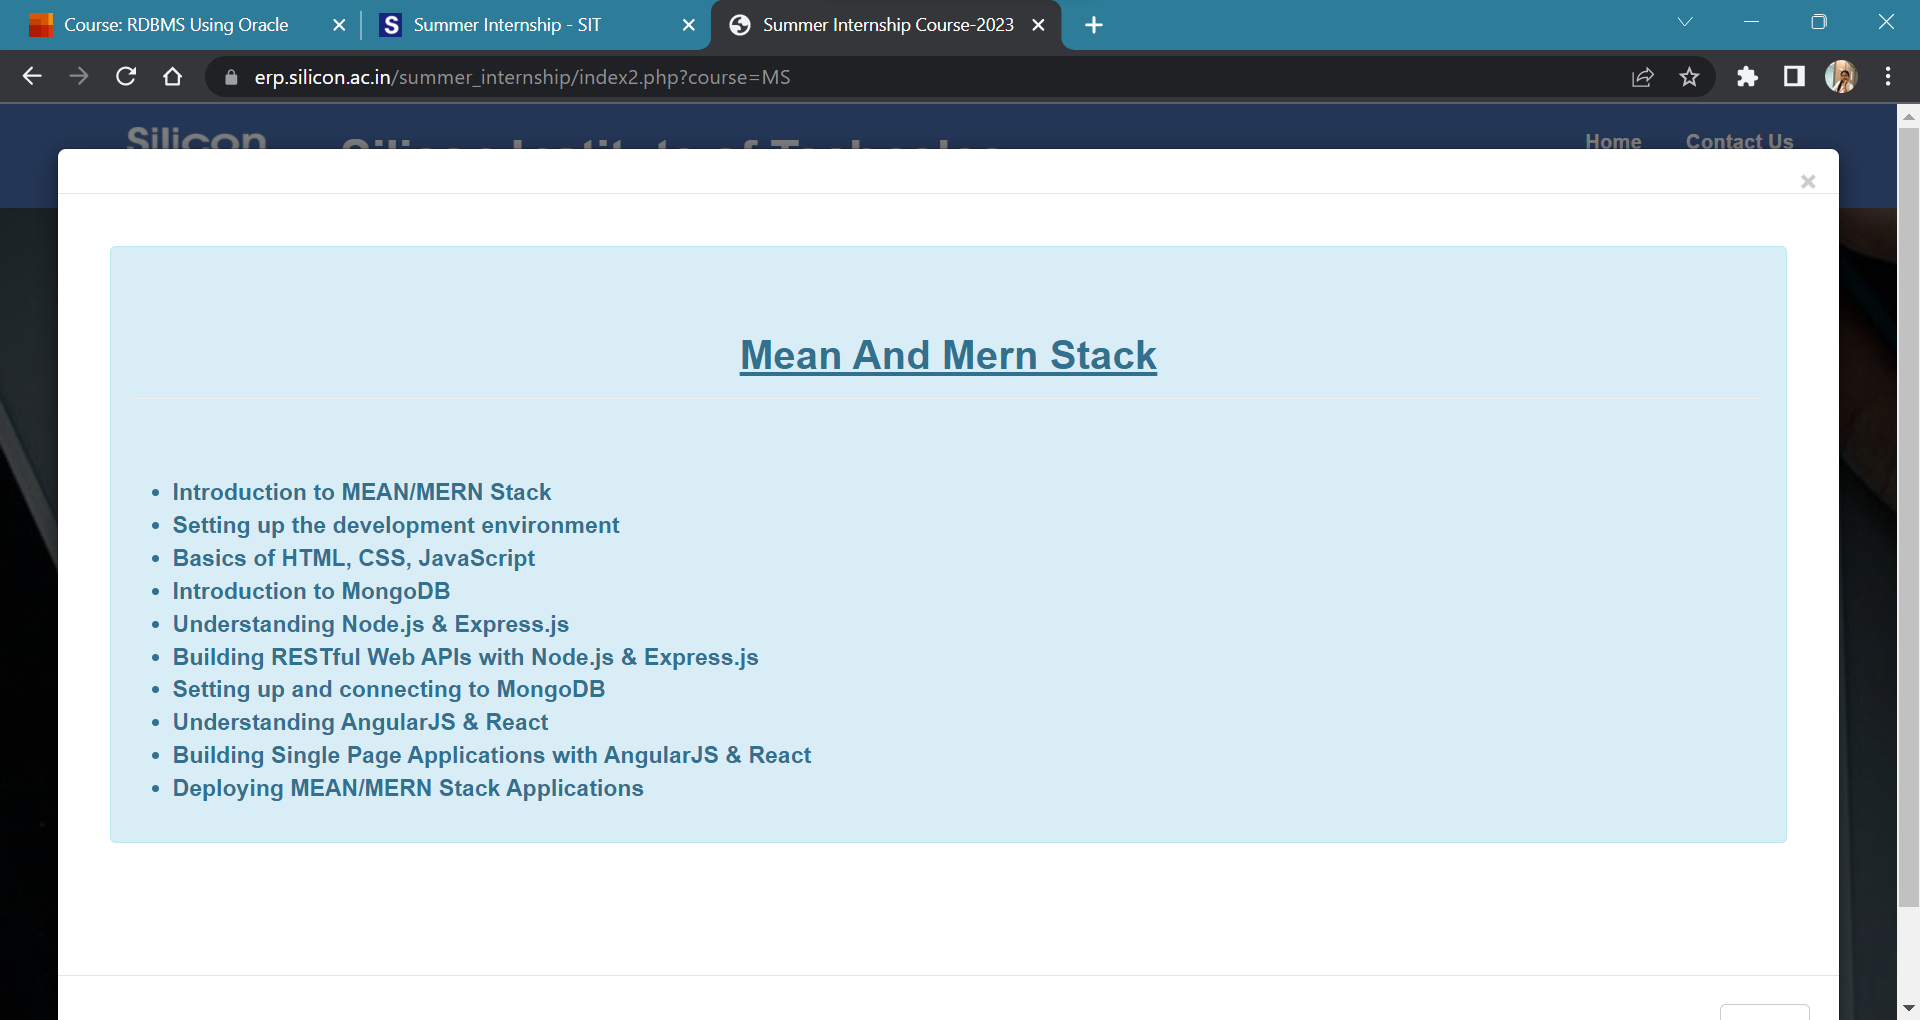 Course: RDBMS Using Oracle
Summer Internship - SIT
Summer Internship Course-2023
erp.silicon.ac.in/summer_internship/index2.php?course=MS
Silicon
Home
Contact Us
×
Mean And Mern Stack
• Introduction to MEAN/MERN Stack
• Setting up the development environment
• Basics of HTML, CSS, JavaScript
• Introduction to MongoDB
• Understanding Node.js & Express.js
• Building RESTful Web APIs with Node.js & Express.js
• Setting up and connecting to MongoDB
• Understanding AngularJS & React
• Building Single Page Applications with AngularJS & React
• Deploying MEAN/MERN Stack Applications